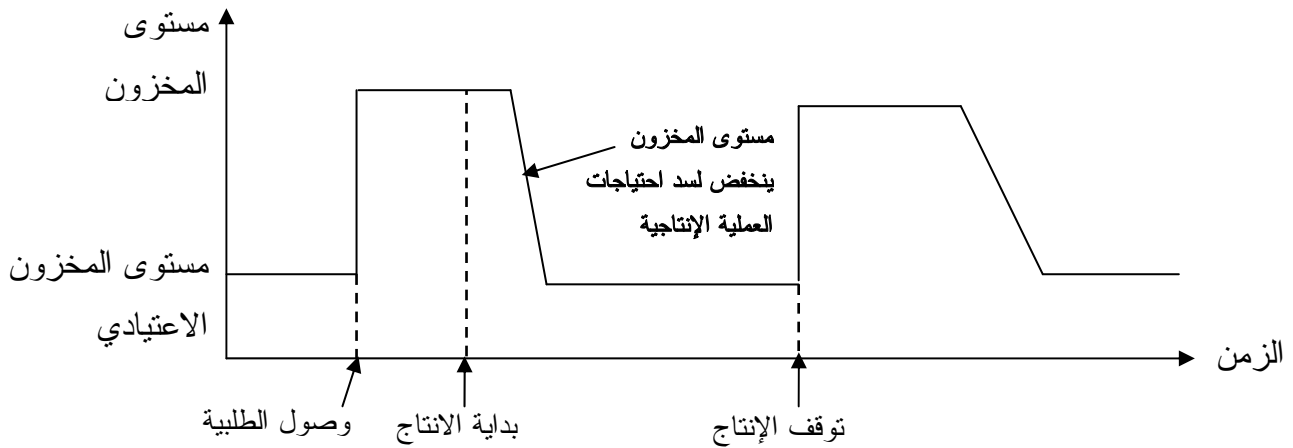 مستوى
المخزون
مستوى المخزون
ينخفض لسد احتياجات
العملية الإنتاجية
مستوى المخزون
الاعتيادي
الزمن
وصول الطلبية
بداية الانتاج
توقف الإنتاج